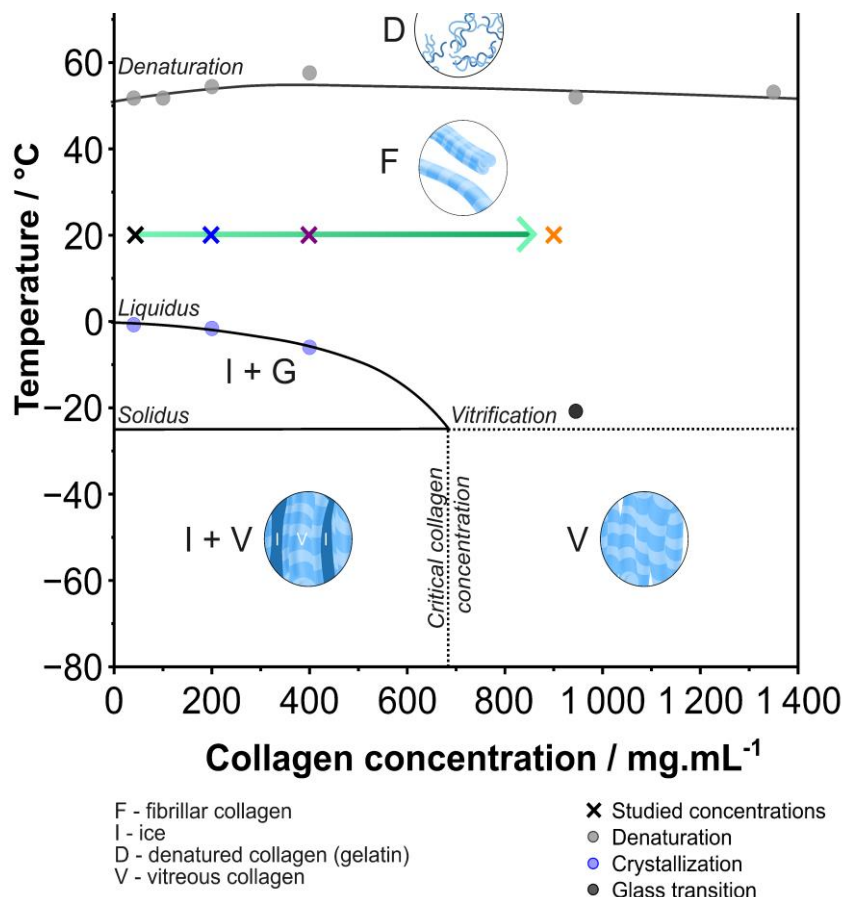 D
60
Denaturation
F
40
20
Liquidus
0
I + G
Solidus
Vitrification
−20
−40
I + V
I V I
V
Critical collagen
concentration
−60
−80
0 200 400 600 800 1 000 1 200 1 400
Temperature / °C
Collagen concentration / mg.mL-1
F - fibrillar collagen
I - ice
D - denatured collagen (gelatin)
V - vitreous collagen
Studied concentrations
Denaturation
Crystallization
Glass transition